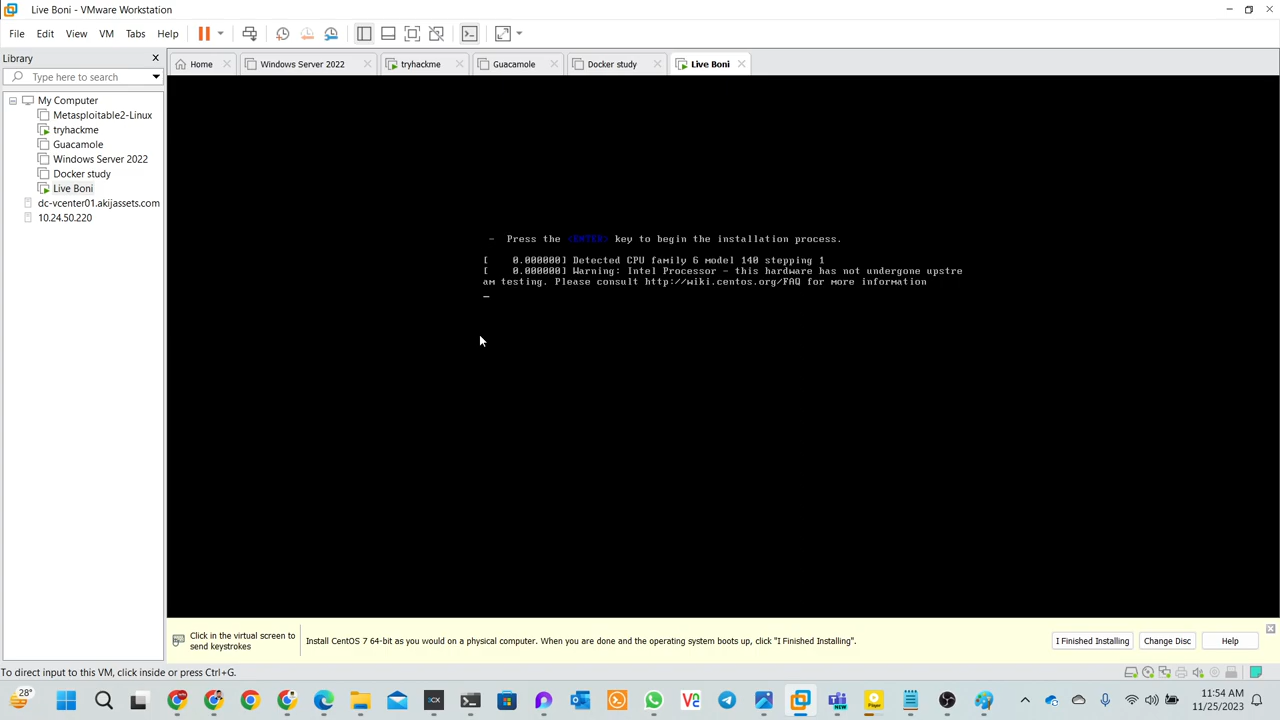 Live Boni - VMware Workstation
File Edit View VM Tabs Help
Library
Type here to search
My Computer
Metasploitable2-Linux
tryhackme
Guacamole
Windows Server 2022
Docker study
Live Boni
dc-vcenter01.akijassets.com
10.24.50.220
Home Windows Server 2022 tryhackme Guacamole Docker study Live Boni
- Press the <ENTER> key to begin the installation process.
[    0.000000] Detected CPU family 6 model 140 stepping 1
[    0.000000] Warning: Intel Processor - this hardware has not undergone upstre
am testing. Please consult http://wiki.centos.org/FAQ for more information
Click in the virtual screen to
send keystrokes
Install CentOS 7 64-bit as you would on a physical computer. When you are done and the operating system boots up, click "I Finished Installing".
I Finished Installing Change Disc Help
To direct input to this VM, click inside or press Ctrl+G.
28°
11:54 AM
11/25/2023